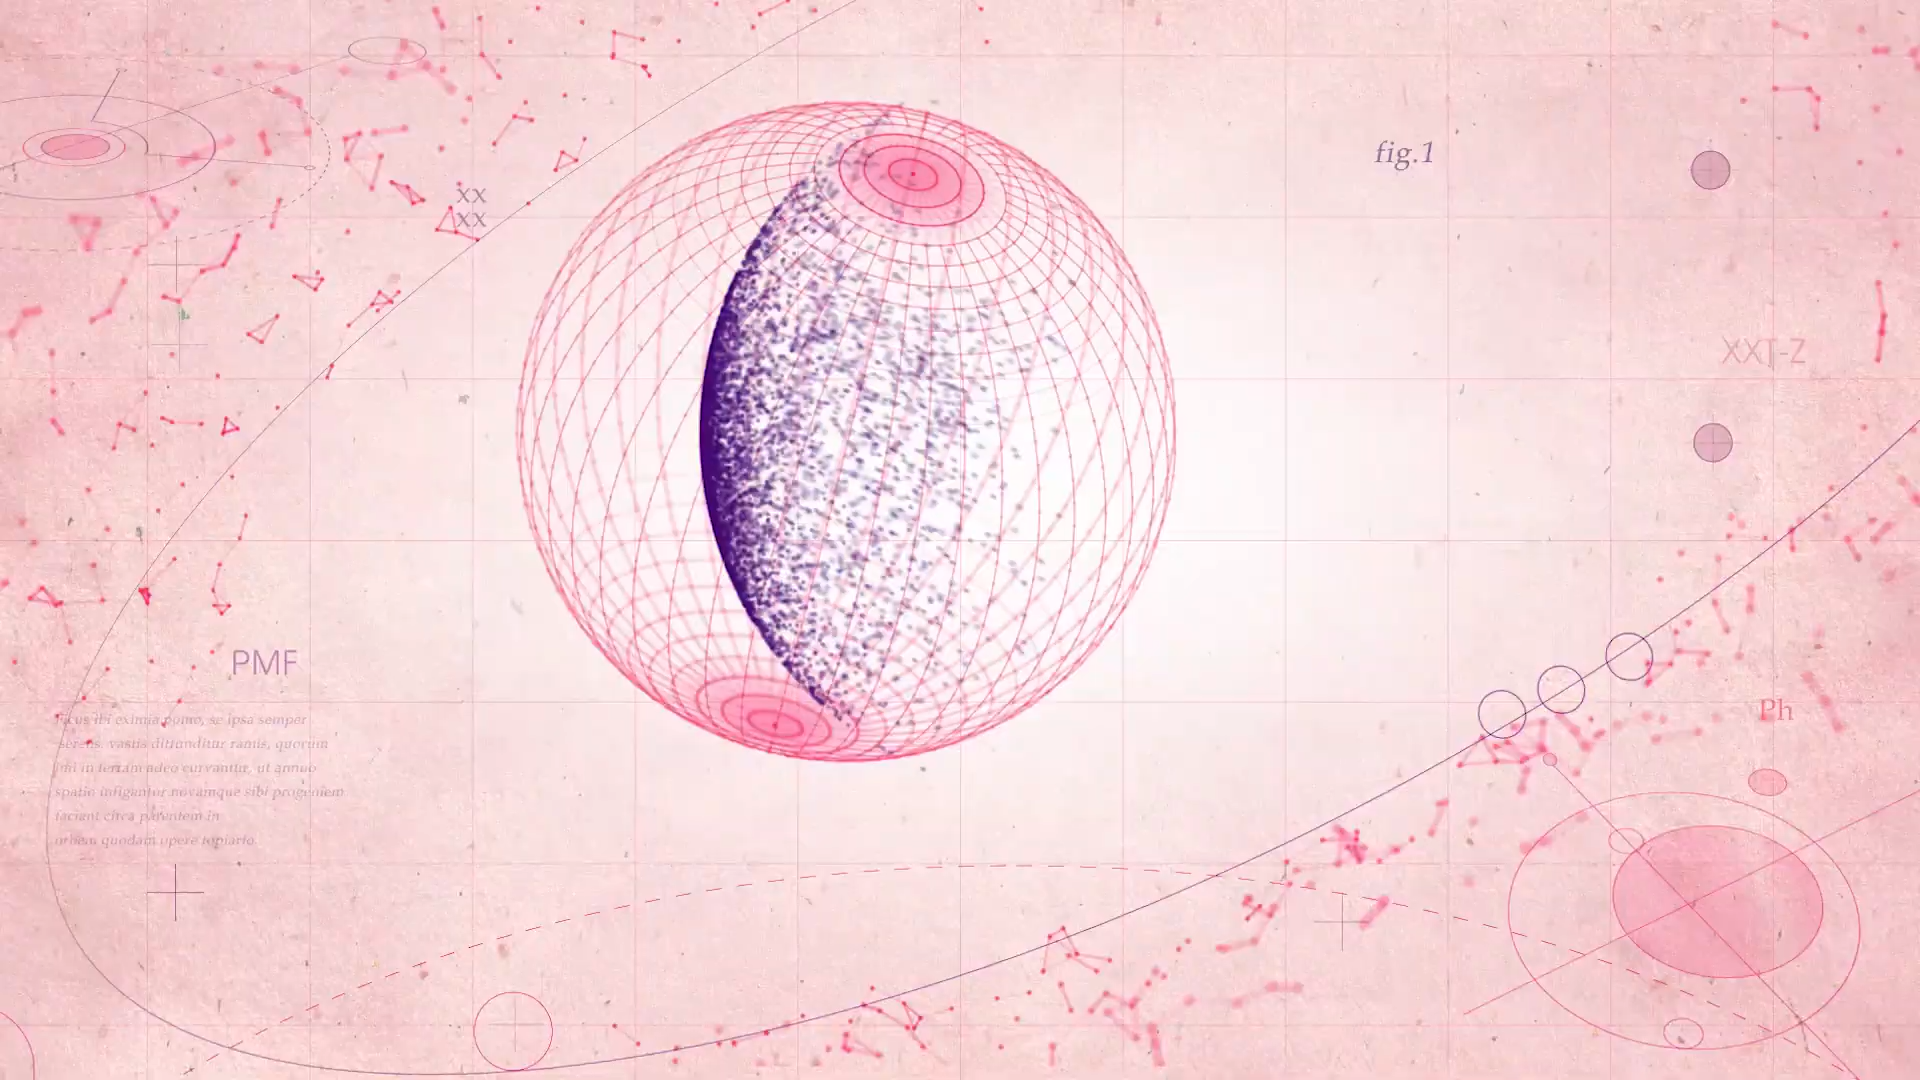 fig.1
xx
xx
XXT-Z
PMF
ibi eximia pomo, se ipsa semper
serens. vastis diffunditur ramis, quorum
imi in terram adeo curvantur, ut annuo
spatio infigantur novamque sibi progeniem
faciant circa parentem in
orbem quodam opere topiario.
Ph